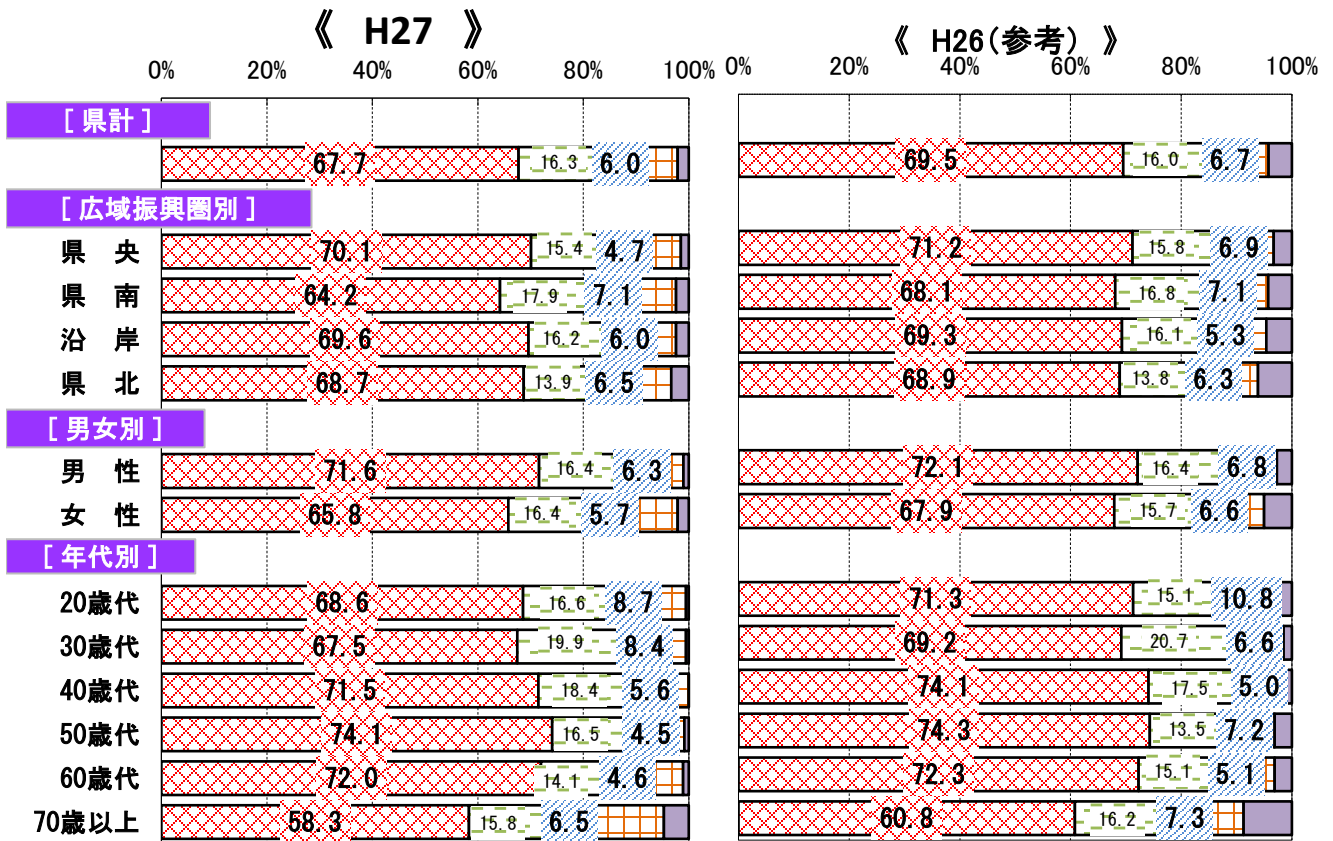 《 H27 》 《 H26(参考) 》
0% 20% 40% 60% 80% 100% 0% 20% 40% 60% 80% 100%
[ 県計 ]
67.7 16.3 6.0 69.5 16.0 6.7
[ 広域振興圏別 ]
県 央 70.1 15.4 4.7 71.2 15.8 6.9
県 南 64.2 17.9 7.1 68.1 16.8 7.1
沿 岸 69.6 16.2 6.0 69.3 16.1 5.3
県 北 68.7 13.9 6.5 68.9 13.8 6.3
[ 男女別 ]
男 性 71.6 16.4 6.3 72.1 16.4 6.8
女 性 65.8 16.4 5.7 67.9 15.7 6.6
[ 年代別 ]
20歳代 68.6 16.6 8.7 71.3 15.1 10.8
30歳代 67.5 19.9 8.4 69.2 20.7 6.6
40歳代 71.5 18.4 5.6 74.1 17.5 5.0
50歳代 74.1 16.5 4.5 74.3 13.5 7.2
60歳代 72.0 14.1 4.6 72.3 15.1 5.1
70歳以上 58.3 15.8 6.5 60.8 16.2 7.3